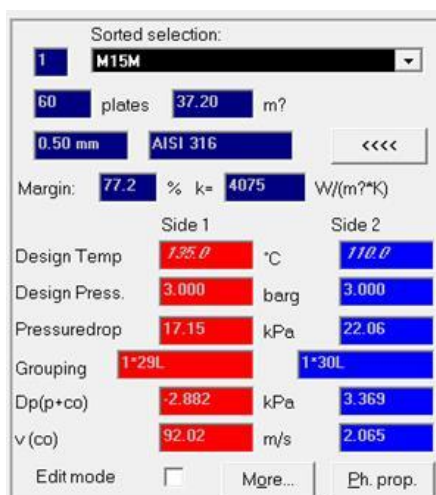 Sorted selection:
1 M15M
60 plates 37.20 m?
0.50 mm AISI 316 <<<<
Margin: 77.2 % k= 4075 W/(m?*K)
Side 1 Side 2
Design Temp 135.0 °C 110.0
Design Press. 3.000 barg 3.000
Pressuredrop 17.15 kPa 22.06
Grouping 1*29L 1*30L
Dp(p+co) -2.882 kPa 3.369
v (co) 92.02 m/s 2.065
Edit mode More... Ph. prop.